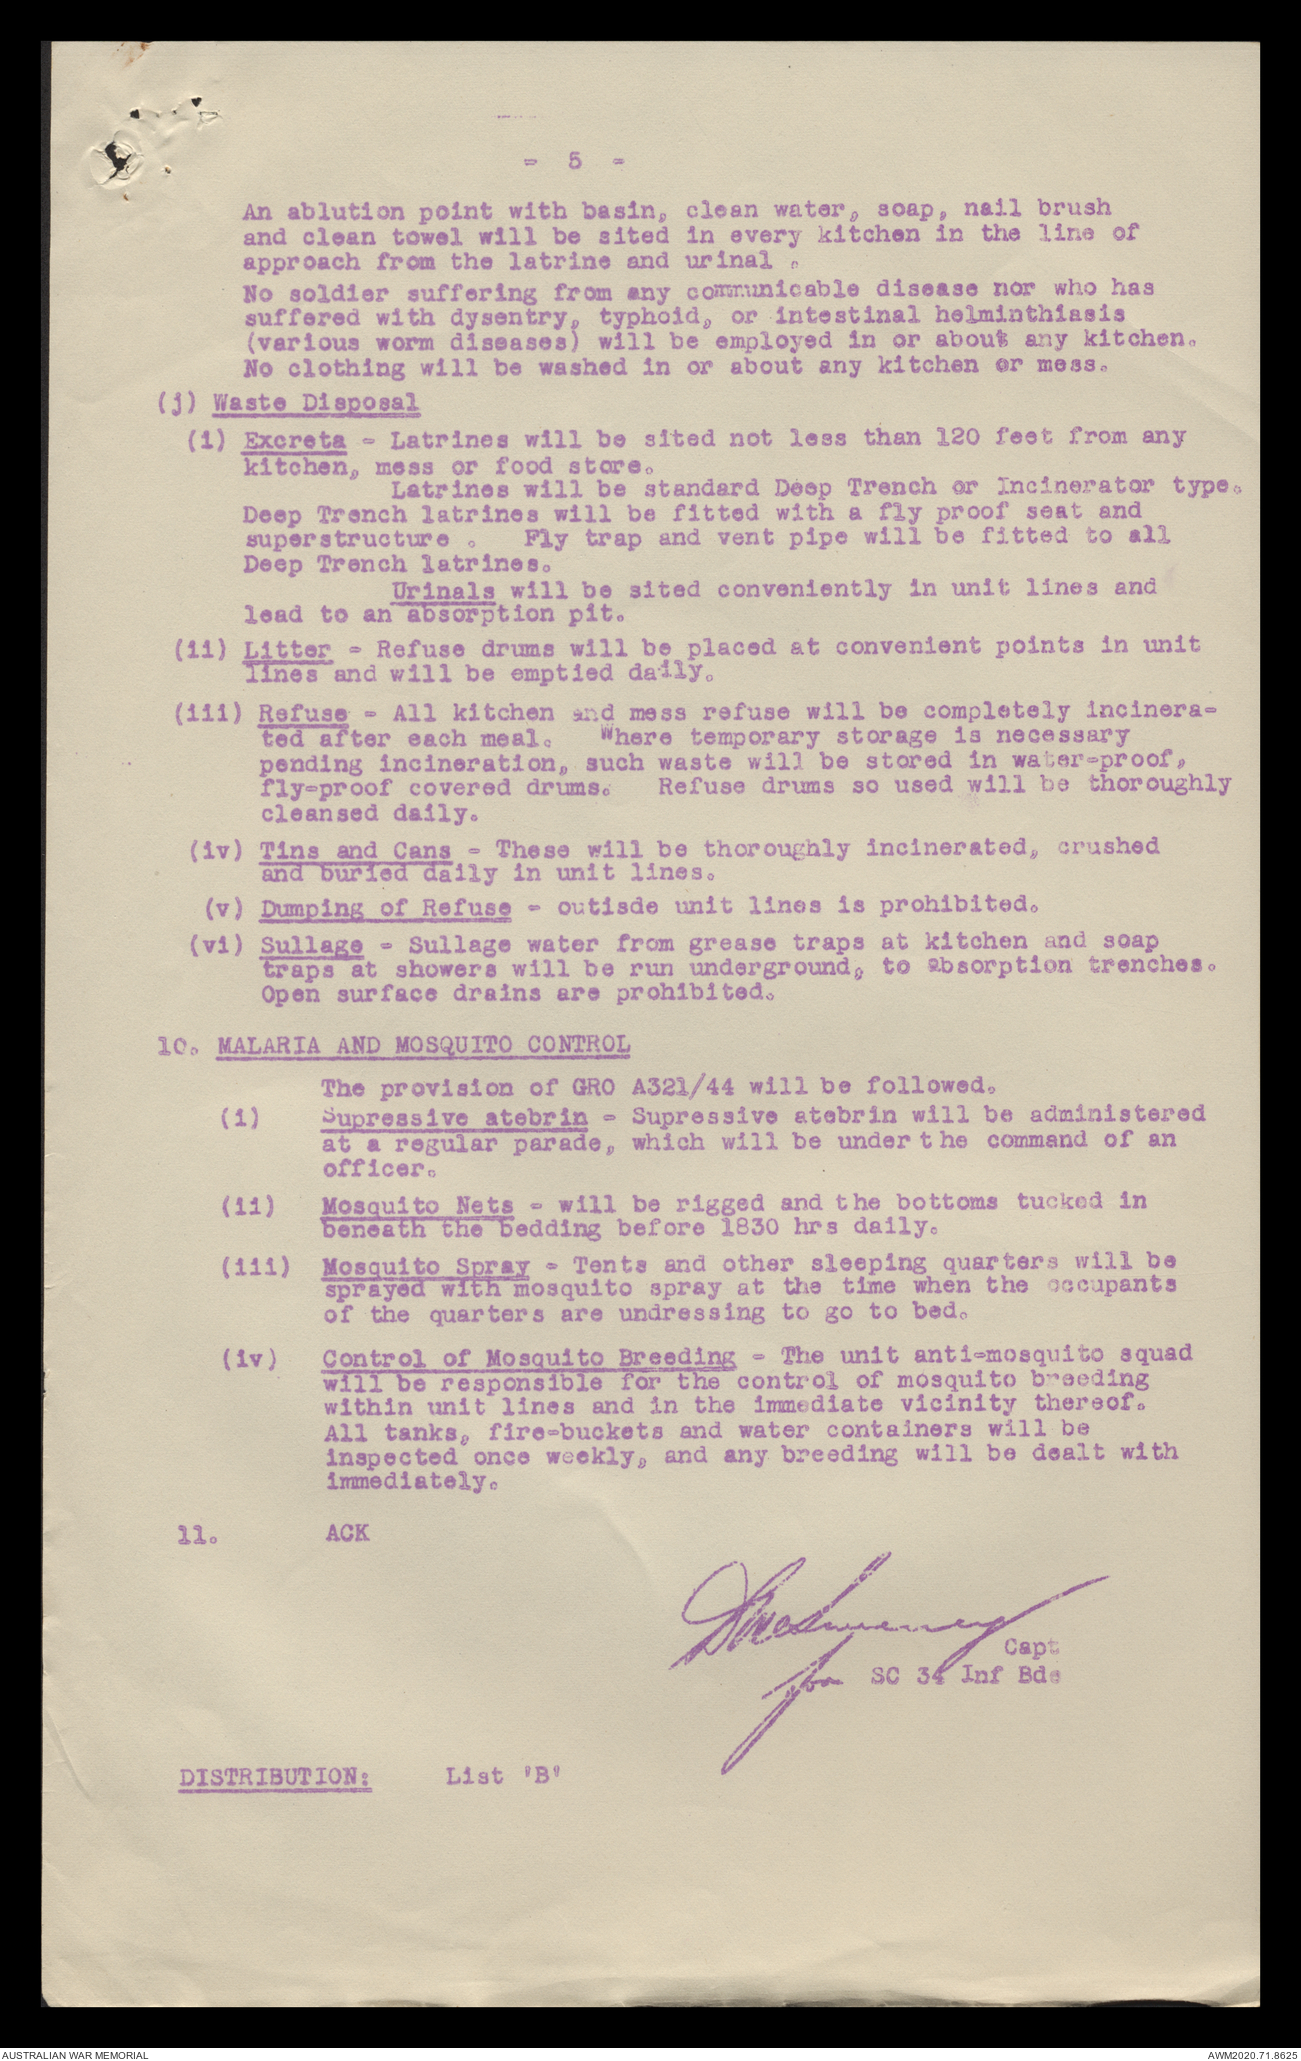 - 5 -
An ablution point with basin, clean water, soap, nail brush
and clean towel will be sited in every kitchen in the line of
approach from the latrine and urinal .
No soldier suffering from any communicable disease nor who has
suffered with dysentry, typhoid, or intestinal helminthiasis
(various worm diseases) will be employed in or about any kitchen.
No clothing will be washed in or about any kitchen or mess.
(j) Waste Disposal
(i) Excreta - Latrines will be sited not less than 120 feet from any
kitchen, mess or food store.
Latrines will be standard Deep Trench or Incinerator type.
Deep Trench latrines will be fitted with a fly proof seat and
superstructure . Fly trap and vent pipe will be fitted to all
Deep Trench latrines.
Urinals will be sited conveniently in unit lines and
lead to an absorption pit.
(ii) Litter - Refuse drums will be placed at convenient points in unit
lines and will be emptied daily.
(iii) Refuse - All kitchen and mess refuse will be completely incinera-
ted after each meal. Where temporary storage is necessary
pending incineration, such waste will be stored in water-proof,
fly-proof covered drums. Refuse drums so used will be thoroughly
cleansed daily.
(iv) Tins and Cans - These will be thoroughly incinerated, crushed
and buried daily in unit lines.
(v) Dumping of Refuse - outisde unit lines is prohibited.
(vi) Sullage - Sullage water from grease traps at kitchen and soap
traps at showers will be run underground, to absorption trenches.
Open surface drains are prohibited.
10. MALARIA AND MOSQUITO CONTROL
The provision of GRO A321/44 will be followed.
(i) Supressive atebrin - Supressive atebrin will be administered
at a regular parade, which will be under the command of an
officer.
(ii) Mosquito Nets - will be rigged and the bottoms tucked in
beneath the bedding before 1830 hrs daily.
(iii) Mosquito Spray - Tents and other sleeping quarters will be
sprayed with mosquito spray at the time when the occupants
of the quarters are undressing to go to bed.
(iv) Control of Mosquito Breeding - The unit anti-mosquito squad
will be responsible for the control of mosquito breeding
within unit lines and in the immediate vicinity thereof.
All tanks, fire-buckets and water containers will be
inspected once weekly, and any breeding will be dealt with
immediately.
11. ACK
Capt
for SC 34 Inf Bde
DISTRIBUTION: List 'B'
AUSTRALIAN WAR MEMORIAL
AWM2020.71.8625